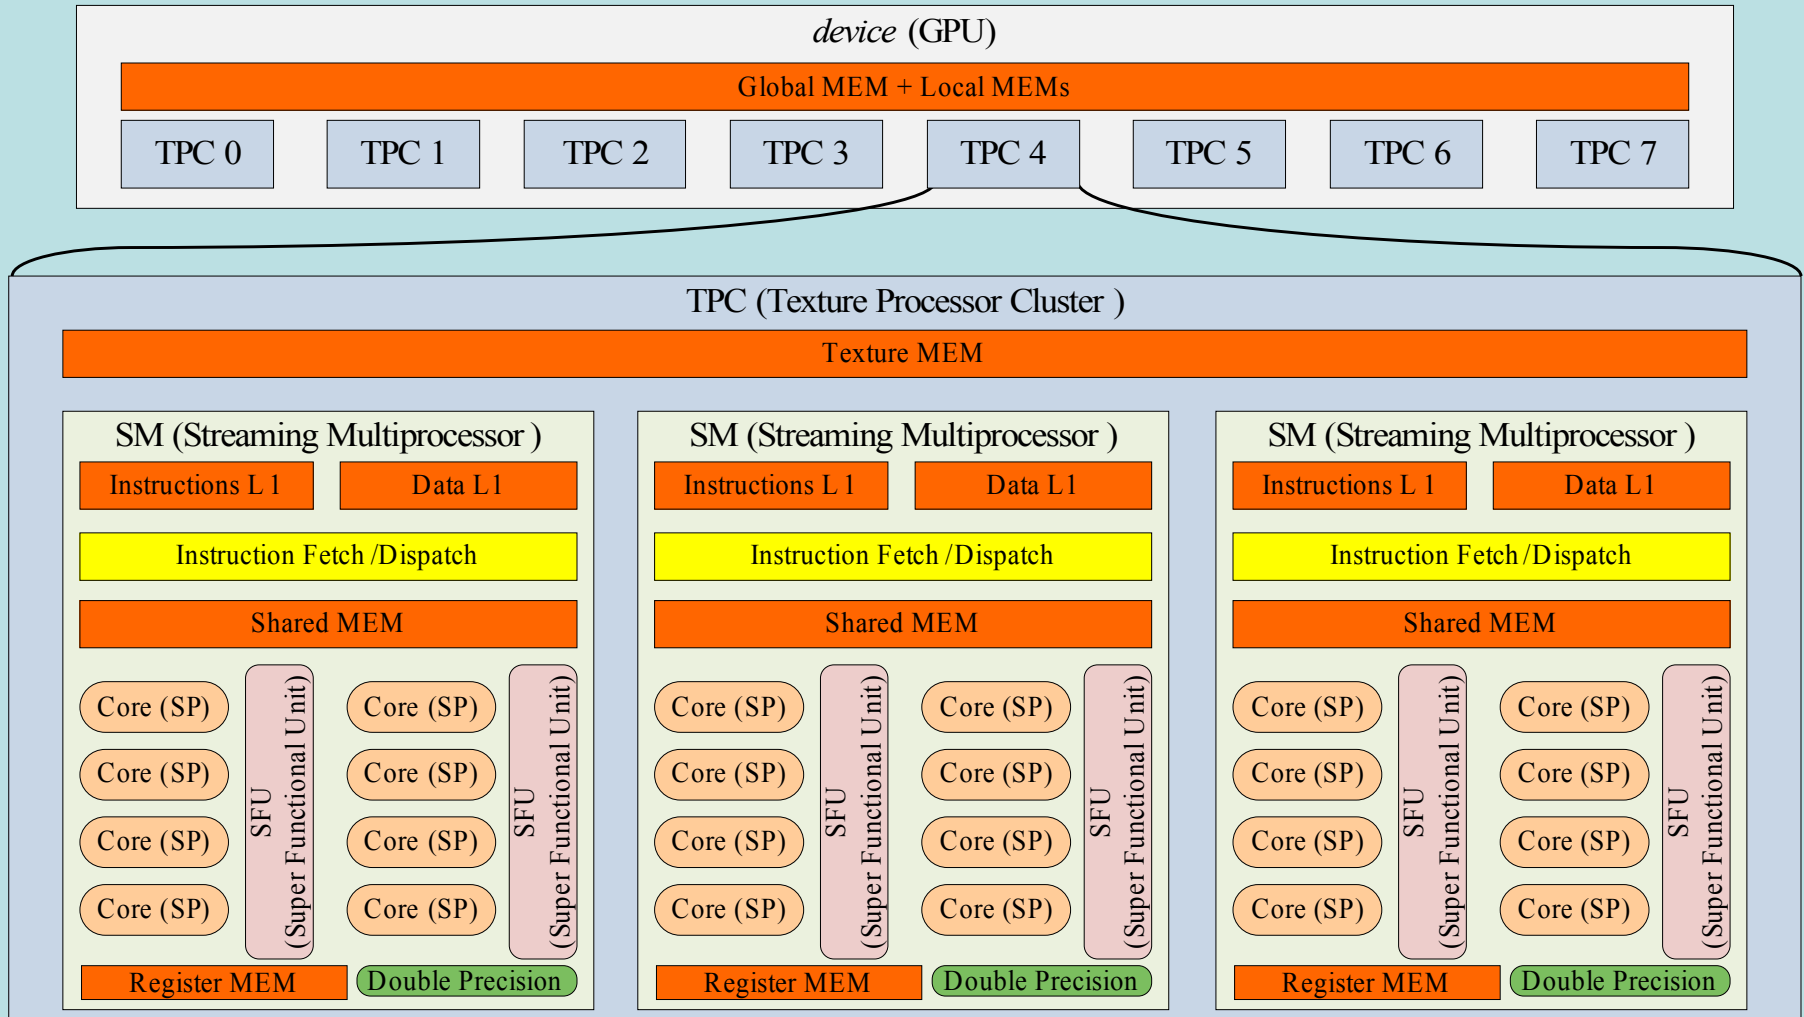 device (GPU)
Global MEM + Local MEMs
TPC 0 TPC 1 TPC 2 TPC 3 TPC 4 TPC 5 TPC 6 TPC 7
TPC (Texture Processor Cluster )
Texture MEM
SM (Streaming Multiprocessor )
Instructions L 1 Data L1
Instruction Fetch /Dispatch
Shared MEM
Core (SP) Core (SP)
Core (SP) Core (SP)
Core (SP) Core (SP)
Core (SP) Core (SP)
SFU
(Super Functional Unit)
SFU
(Super Functional Unit)
Register MEM Double Precision
SM (Streaming Multiprocessor )
Instructions L 1 Data L1
Instruction Fetch /Dispatch
Shared MEM
Core (SP) Core (SP)
Core (SP) Core (SP)
Core (SP) Core (SP)
Core (SP) Core (SP)
SFU
(Super Functional Unit)
SFU
(Super Functional Unit)
Register MEM Double Precision
SM (Streaming Multiprocessor )
Instructions L 1 Data L1
Instruction Fetch /Dispatch
Shared MEM
Core (SP) Core (SP)
Core (SP) Core (SP)
Core (SP) Core (SP)
Core (SP) Core (SP)
SFU
(Super Functional Unit)
SFU
(Super Functional Unit)
Register MEM Double Precision